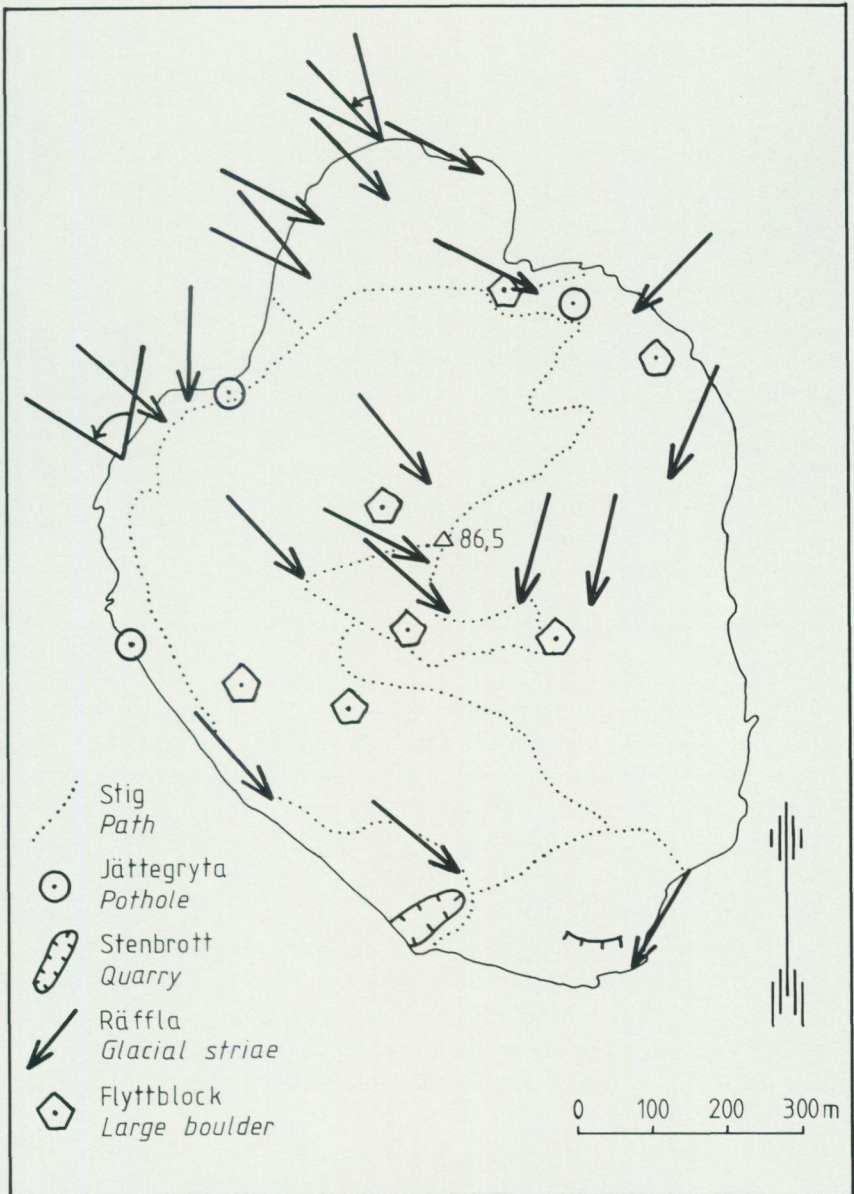 86,5
Stig
Path
Jättegryta
Pothole
Stenbrott
Quarry
Räffla
Glacial striae
Flyttblock
Large boulder
0 100 200 300 m